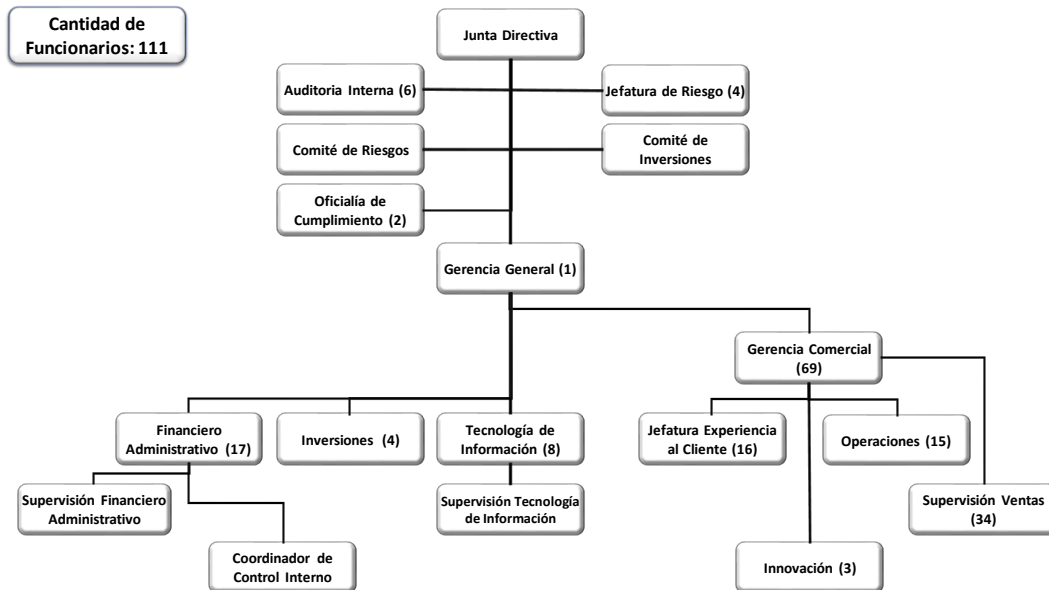 Cantidad de
Funcionarios: 111
Junta Directiva
Auditoria Interna (6)
Jefatura de Riesgo (4)
Comité de Riesgos
Comité de
Inversiones
Oficialía de
Cumplimiento (2)
Gerencia General (1)
Gerencia Comercial
(69)
Financiero
Administrativo (17)
Inversiones (4)
Tecnología de
Información (8)
Jefatura Experiencia
al Cliente (16)
Operaciones (15)
Supervisión Financiero
Administrativo
Supervisión Tecnología
de Información
Supervisión Ventas
(34)
Coordinador de
Control Interno
Innovación (3)